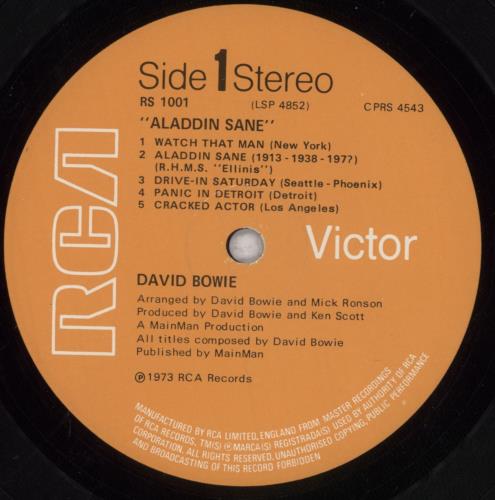 Side 1 Stereo
RS 1001 (LSP 4852) CPRS 4543
"ALADDIN SANE"
1 WATCH THAT MAN (New York)
2 ALADDIN SANE (1913-1938-197?)
(R.H.M.S. "Ellinis")
3 DRIVE-IN SATURDAY (Seattle-Phoenix)
4 PANIC IN DETROIT (Detroit)
5 CRACKED ACTOR (Los Angeles)
RCA
Victor
DAVID BOWIE
Arranged by David Bowie and Mick Ronson
Produced by David Bowie and Ken Scott
A MainMan Production
All titles composed by David Bowie
Published by MainMan
℗ 1973 RCA Records
MANUFACTURED BY RCA LIMITED, ENGLAND FROM MASTER RECORDINGS
OF RCA RECORDS, TM(S) ® MARCA(S) REGISTRADA(S) USED BY AUTHORITY OF RCA
CORPORATION. ALL RIGHTS RESERVED. UNAUTHORISED COPYING, PUBLIC PERFORMANCE
AND BROADCASTING OF THIS RECORD FORBIDDEN